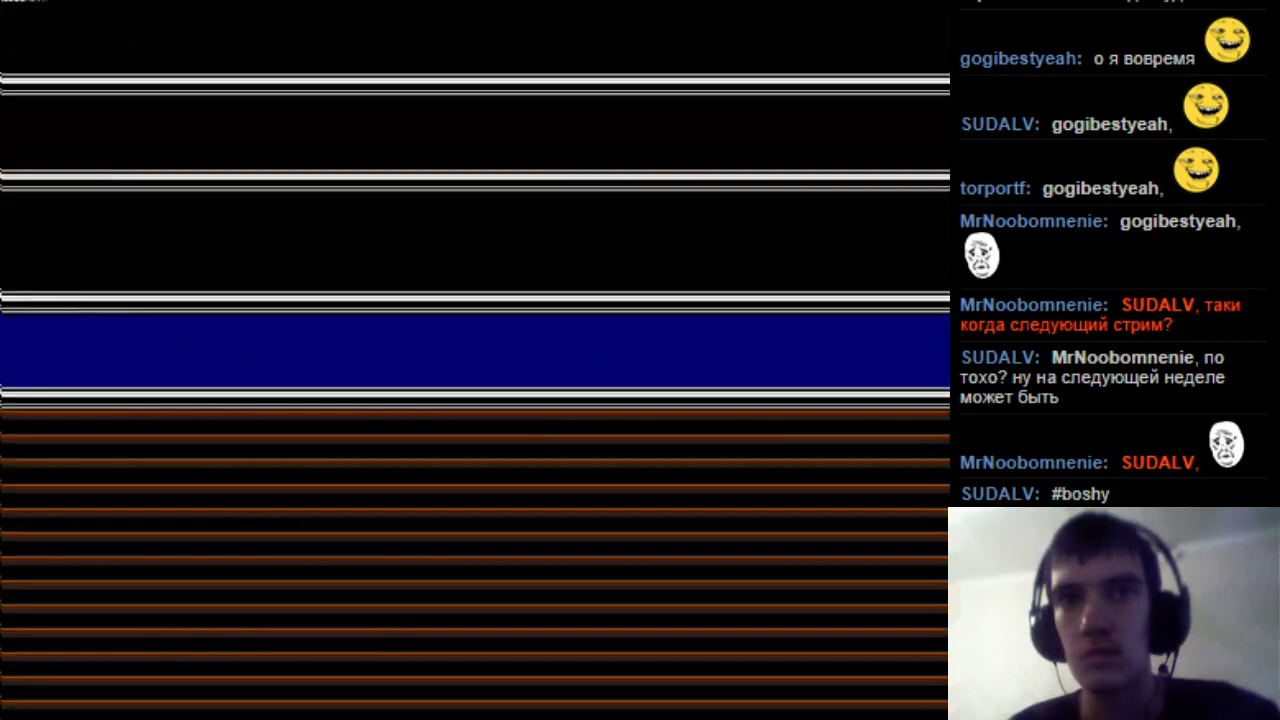 gogibestyeah: о я вовремя
SUDALV: gogibestyeah,
torportf: gogibestyeah,
MrNoobomnenie: gogibestyeah,
MrNoobomnenie: SUDALV, таки
когда следующий стрим?
SUDALV: MrNoobomnenie, по
тохо? ну на следующей неделе
может быть
MrNoobomnenie: SUDALV,
SUDALV: #boshy